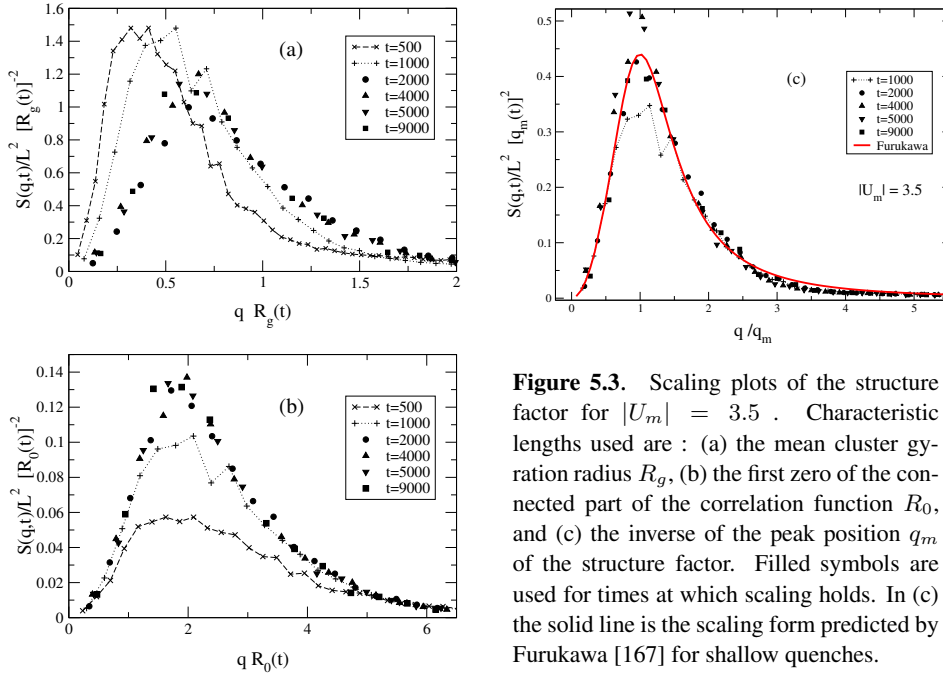 1.6
1.4
1.2
1
0.8
0.6
0.4
0.2
0
S(q,t)/L² [R_g(t)]⁻²
(a)
t=500
t=1000
t=2000
t=4000
t=5000
t=9000
0 0.5 1 1.5 2
q R_g(t)
0.5
0.4
0.3
0.2
0.1
0
S(q,t)/L² [q_m(t)]²
(c)
t=1000
t=2000
t=4000
t=5000
t=9000
Furukawa
|U_m| = 3.5
0 1 2 3 4 5
q /q_m
0.14
0.12
0.1
0.08
0.06
0.04
0.02
0
S(q,t)/L² [R_0(t)]⁻²
(b)
t=500
t=1000
t=2000
t=4000
t=5000
t=9000
0 2 4 6
q R_0(t)
Figure 5.3. Scaling plots of the structure
factor for |U_m| = 3.5 . Characteristic
lengths used are : (a) the mean cluster gy-
ration radius R_g, (b) the first zero of the con-
nected part of the correlation function R_0,
and (c) the inverse of the peak position q_m
of the structure factor. Filled symbols are
used for times at which scaling holds. In (c)
the solid line is the scaling form predicted by
Furukawa [167] for shallow quenches.